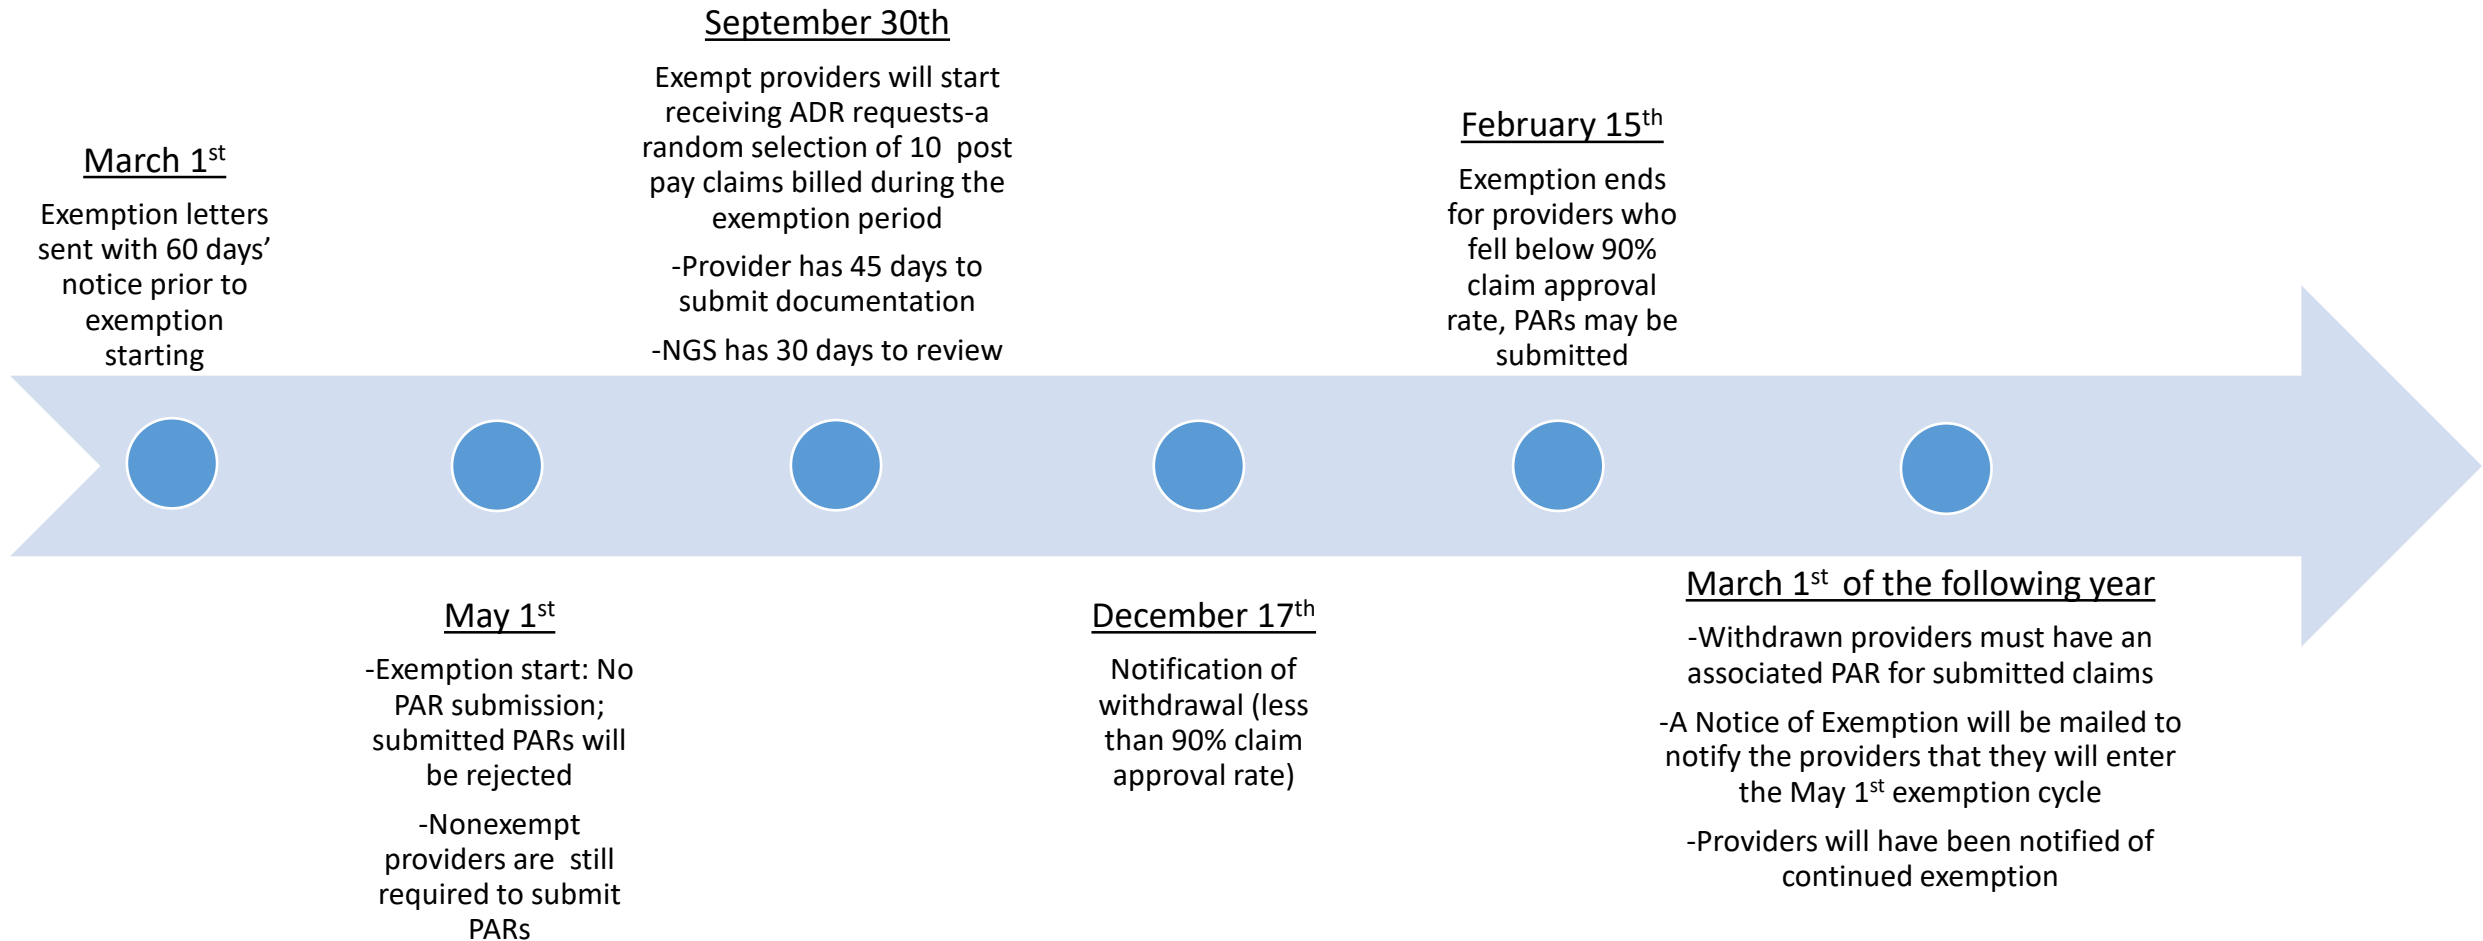 March 1st
Exemption letters
sent with 60 days’
notice prior to
exemption
starting
May 1st
-Exemption start: No
PAR submission;
submitted PARs will
be rejected
-Nonexempt
providers are  still
required to submit
PARs
September 30th
Exempt providers will start
receiving ADR requests-a
random selection of 10  post
pay claims billed during the
exemption period
-Provider has 45 days to
submit documentation
-NGS has 30 days to review
December 17th
Notification of
withdrawal (less
than 90% claim
approval rate)
February 15th
Exemption ends
for providers who
fell below 90%
claim approval
rate, PARs may be
submitted
March 1st  of the following year
-Withdrawn providers must have an
associated PAR for submitted claims
-A Notice of Exemption will be mailed to
notify the providers that they will enter
the May 1st exemption cycle
-Providers will have been notified of
continued exemption